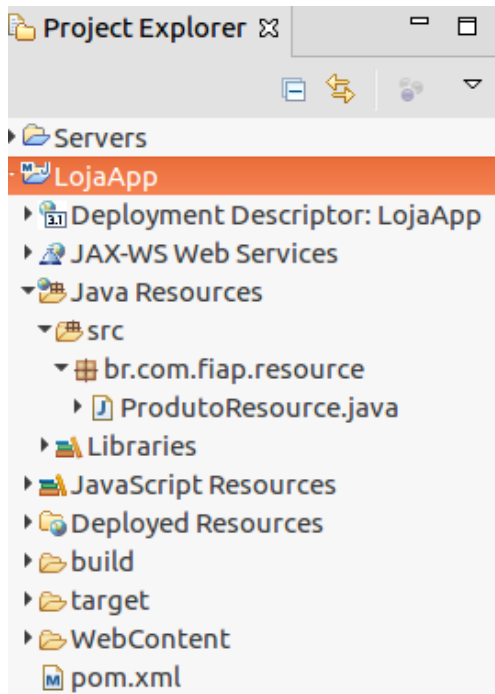 Project Explorer
Servers
LojaApp
Deployment Descriptor: LojaApp
JAX-WS Web Services
Java Resources
src
br.com.fiap.resource
ProdutoResource.java
Libraries
JavaScript Resources
Deployed Resources
build
target
WebContent
pom.xml